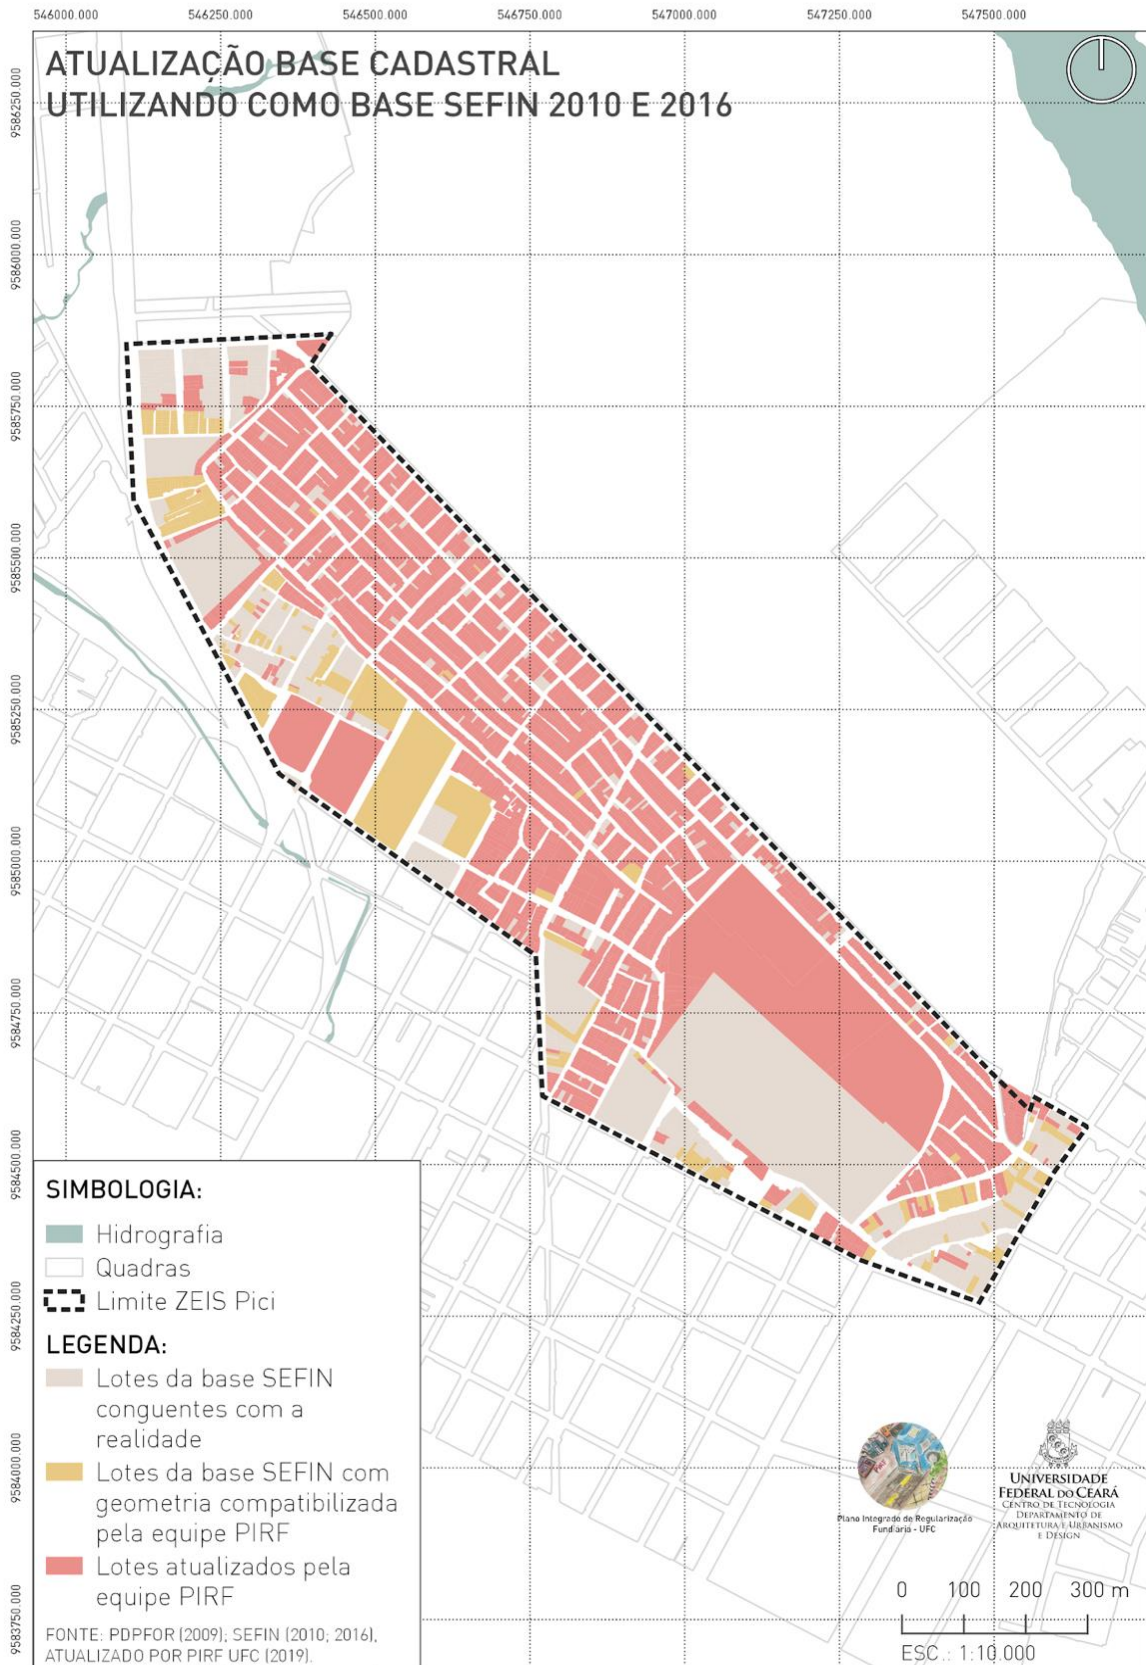 546000.000 546250.000 546500.000 546750.000 547000.000 547250.000 547500.000
ATUALIZAÇÃO BASE CADASTRAL
UTILIZANDO COMO BASE SEFIN 2010 E 2016
9586250.000
9586000.000
9585750.000
9585500.000
9585250.000
9585000.000
9584750.000
9584500.000
9584250.000
9584000.000
9583750.000
SIMBOLOGIA:
Hidrografia
Quadras
Limite ZEIS Pici
LEGENDA:
Lotes da base SEFIN
conguentes com a
realidade
Lotes da base SEFIN com
geometria compatibilizada
pela equipe PIRF
Lotes atualizados pela
equipe PIRF
FONTE: PDPFOR (2009); SEFIN (2010; 2016),
ATUALIZADO POR PIRF UFC (2019).
Plano Integrado de Regularização
Fundiária - UFC
UNIVERSIDADE
FEDERAL DO CEARÁ
CENTRO DE TECNOLOGIA
DEPARTAMENTO DE
ARQUITETURA E URBANISMO
E DESIGN
0 100 200 300 m
ESC.: 1:10.000